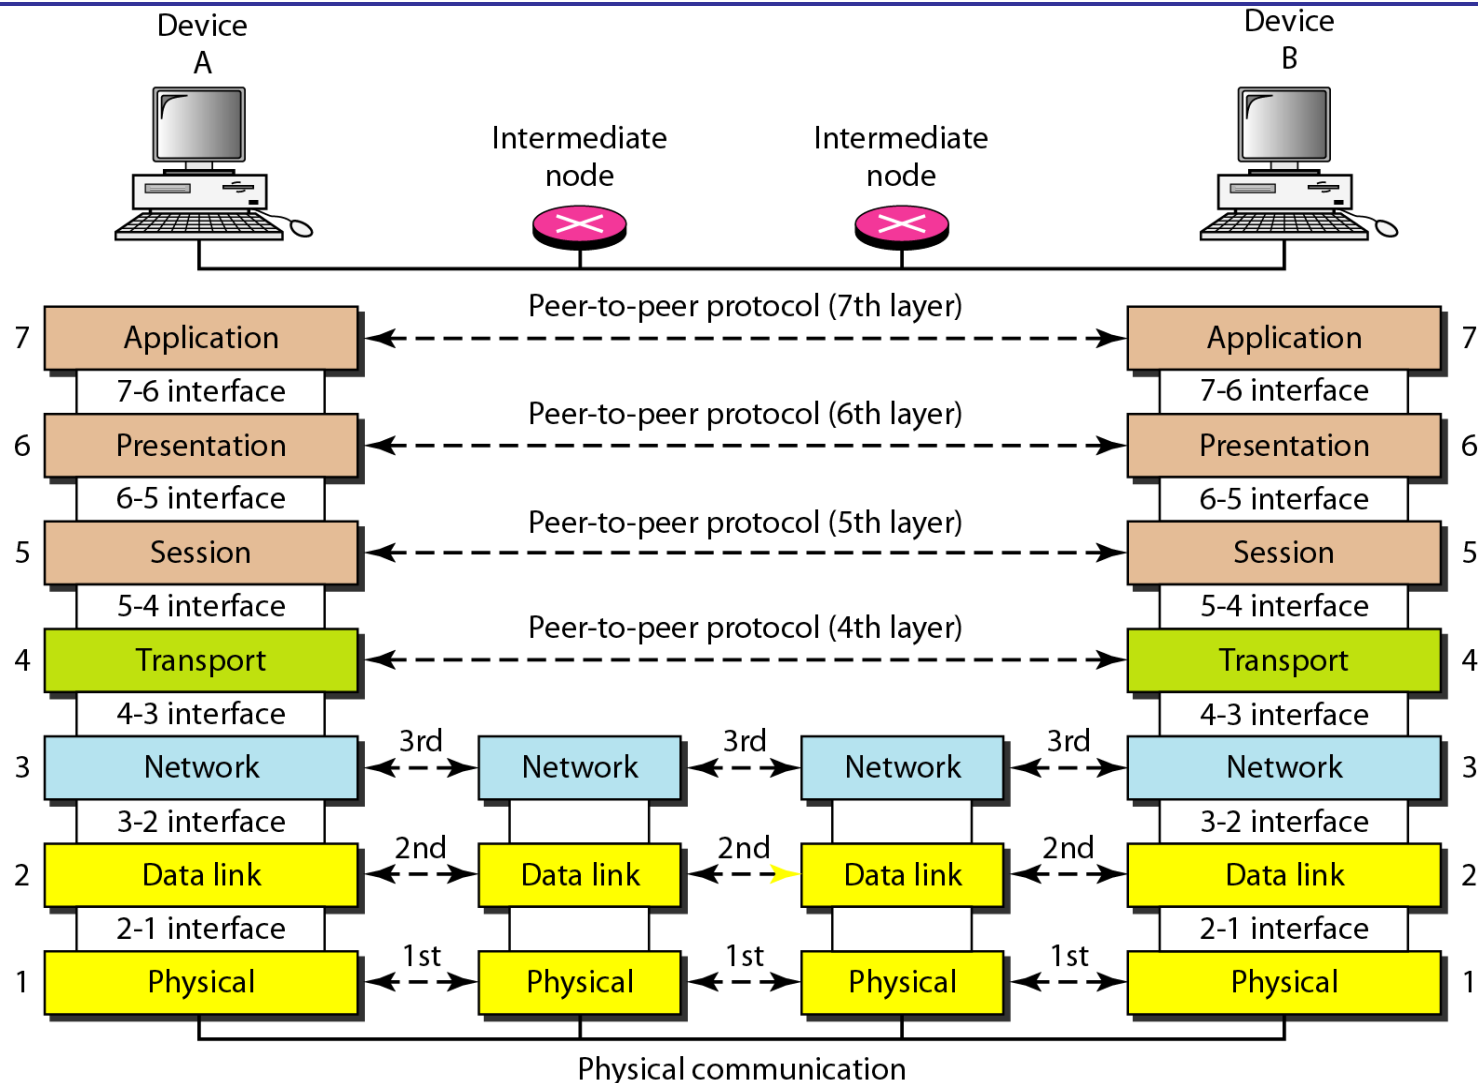 Device
A
Device
B
Intermediate
node
Intermediate
node
Peer-to-peer protocol (7th layer)
7 Application Application 7
7-6 interface 7-6 interface
Peer-to-peer protocol (6th layer)
6 Presentation Presentation 6
6-5 interface 6-5 interface
Peer-to-peer protocol (5th layer)
5 Session Session 5
5-4 interface 5-4 interface
Peer-to-peer protocol (4th layer)
4 Transport Transport 4
4-3 interface 4-3 interface
3rd 3rd 3rd
3 Network Network Network Network 3
3-2 interface 3-2 interface
2nd 2nd 2nd
2 Data link Data link Data link Data link 2
2-1 interface 2-1 interface
1st 1st 1st
1 Physical Physical Physical Physical 1
Physical communication